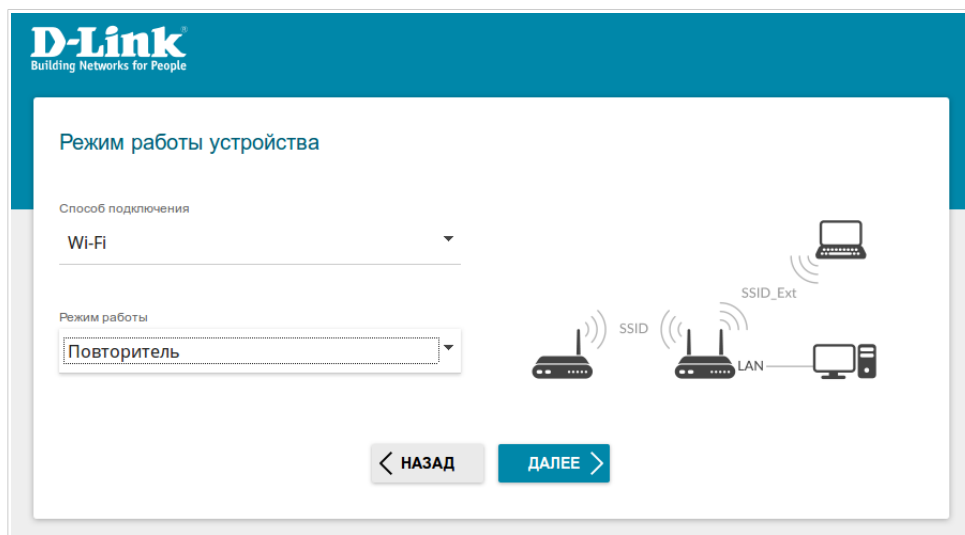 D-Link
Building Networks for People
Режим работы устройства
Способ подключения
Wi-Fi
Режим работы
Повторитель
SSID
SSID_Ext
LAN
НАЗАД
ДАЛЕЕ